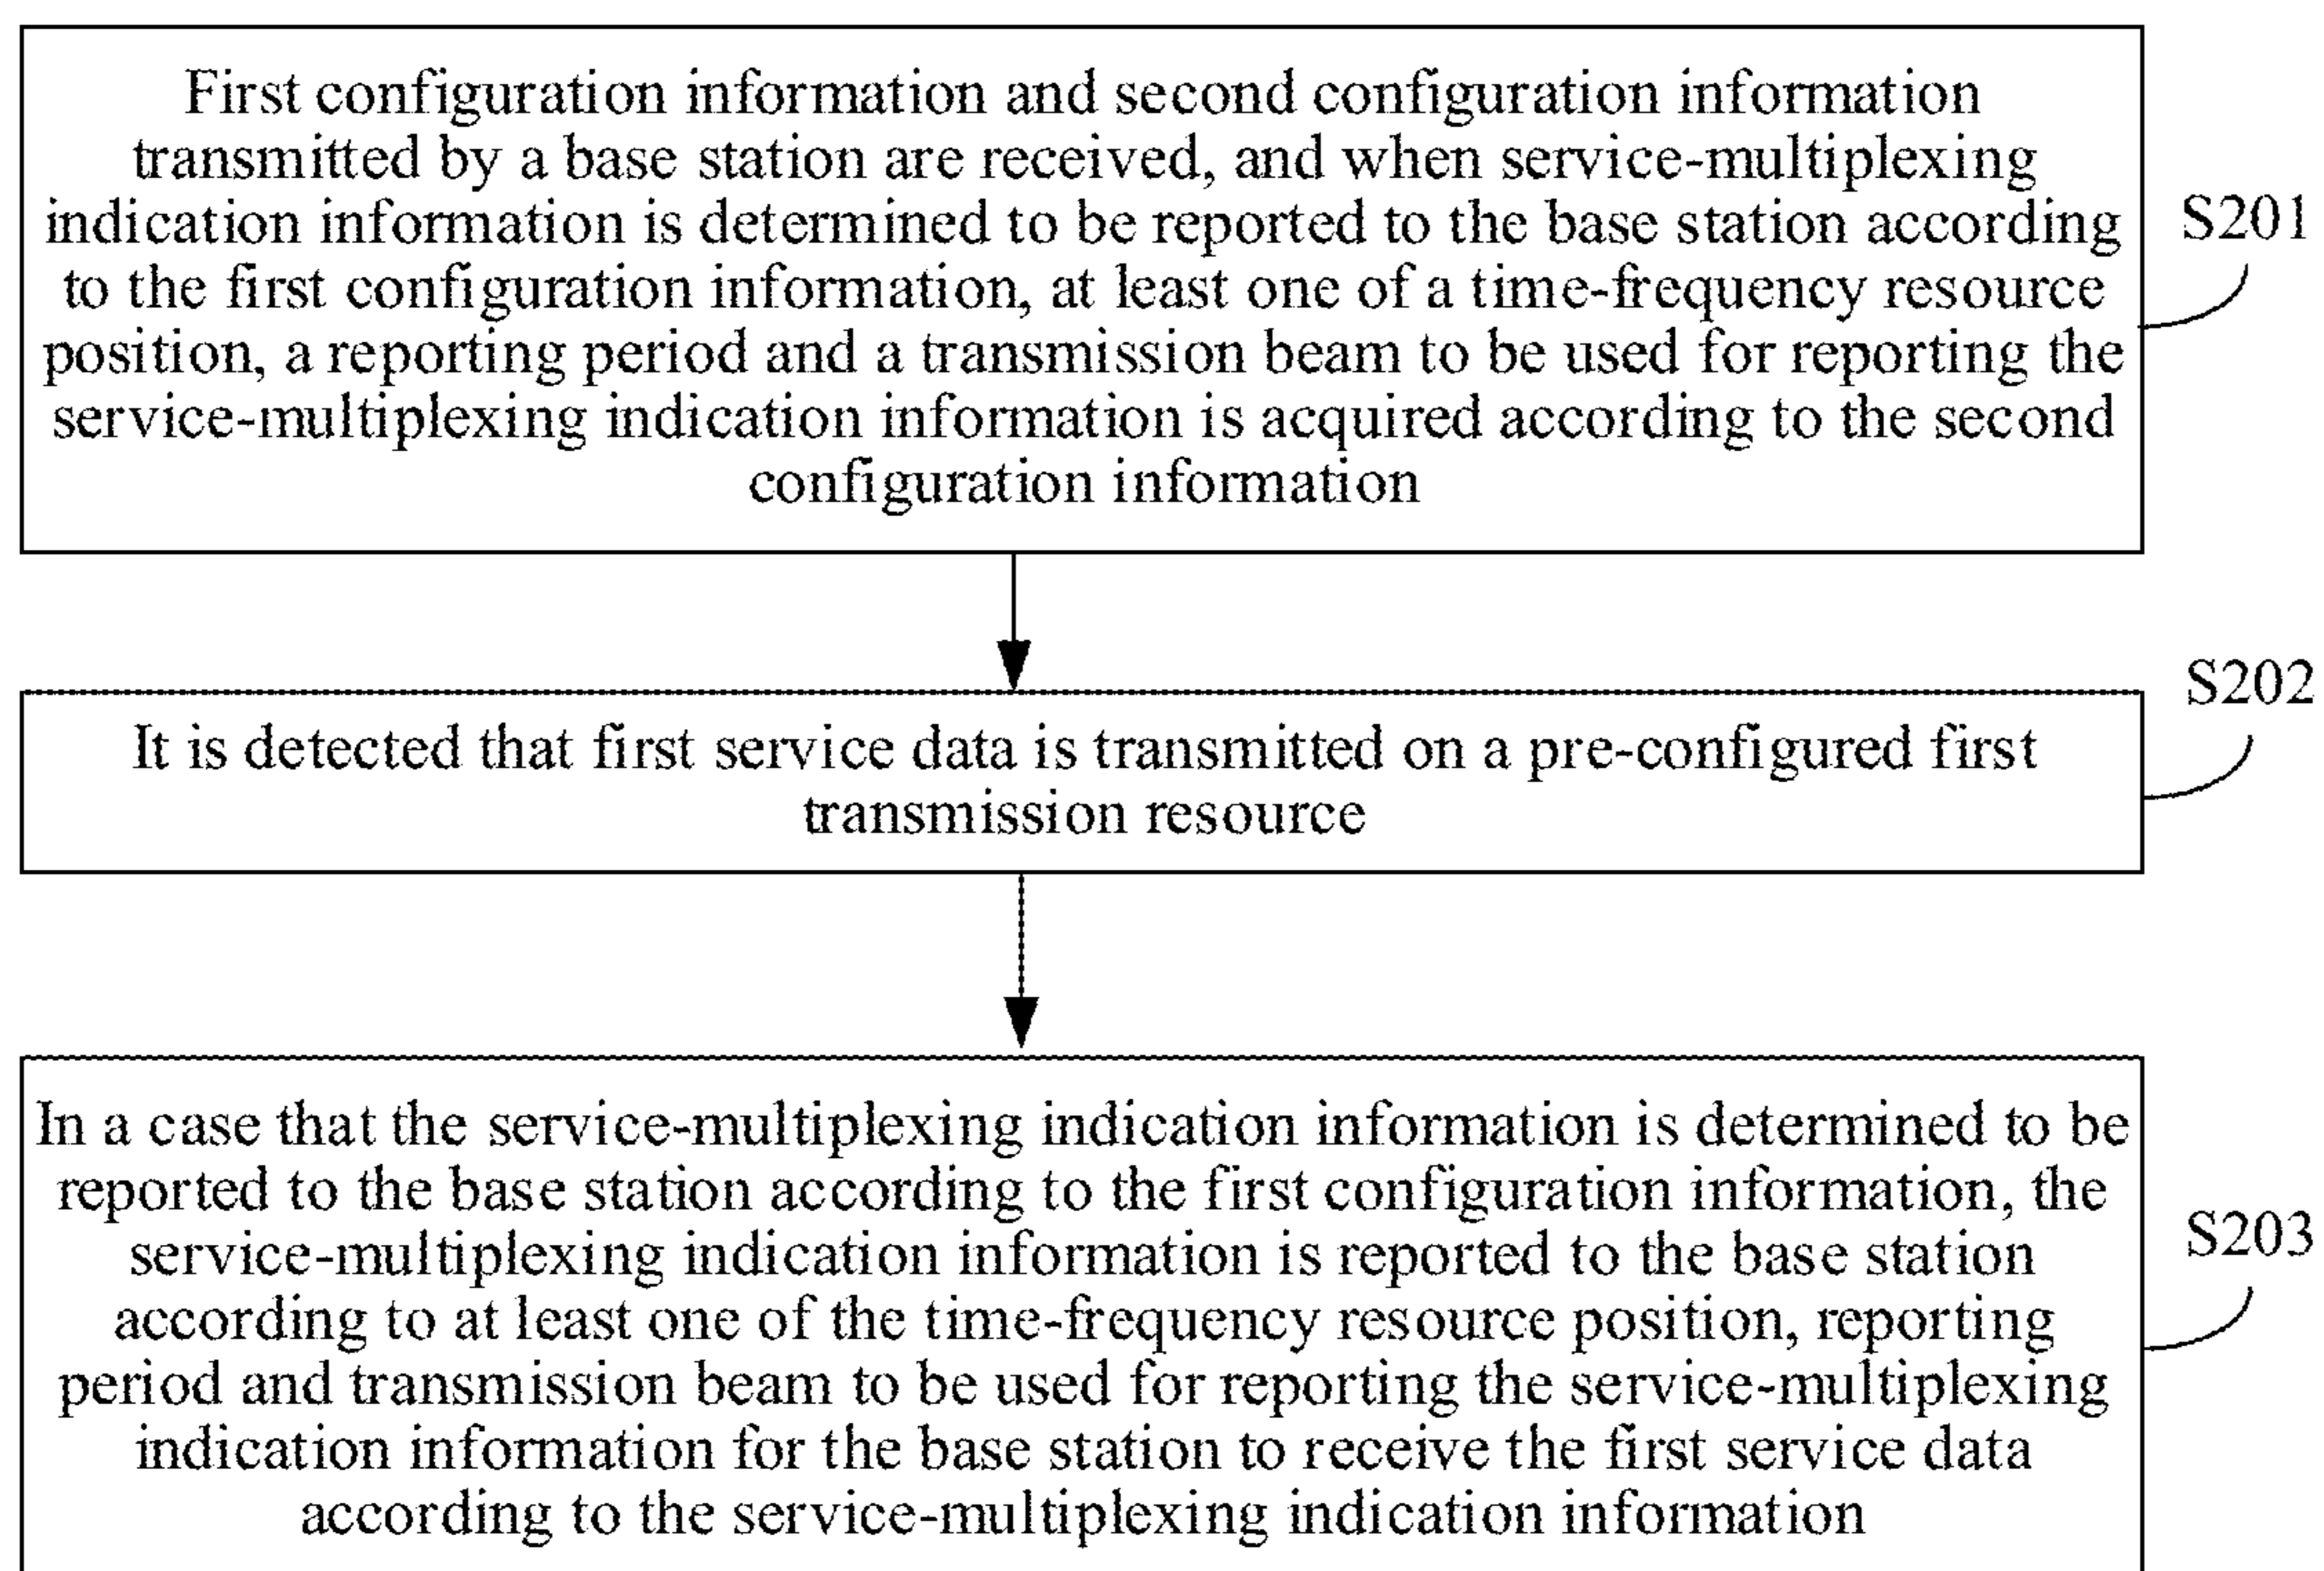 First configuration information and second configuration information
transmitted by a base station are received, and when service-multiplexing
indication information is determined to be reported to the base station according
to the first configuration information, at least one of a time-frequency resource
position, a reporting period and a transmission beam to be used for reporting the
service-multiplexing indication information is acquired according to the second
configuration information
S201
It is detected that first service data is transmitted on a pre-configured first
transmission resource
S202
In a case that the service-multiplexing indication information is determined to be
reported to the base station according to the first configuration information, the
service-multiplexing indication information is reported to the base station
according to at least one of the time-frequency resource position, reporting
period and transmission beam to be used for reporting the service-multiplexing
indication information for the base station to receive the first service data
according to the service-multiplexing indication information
S203